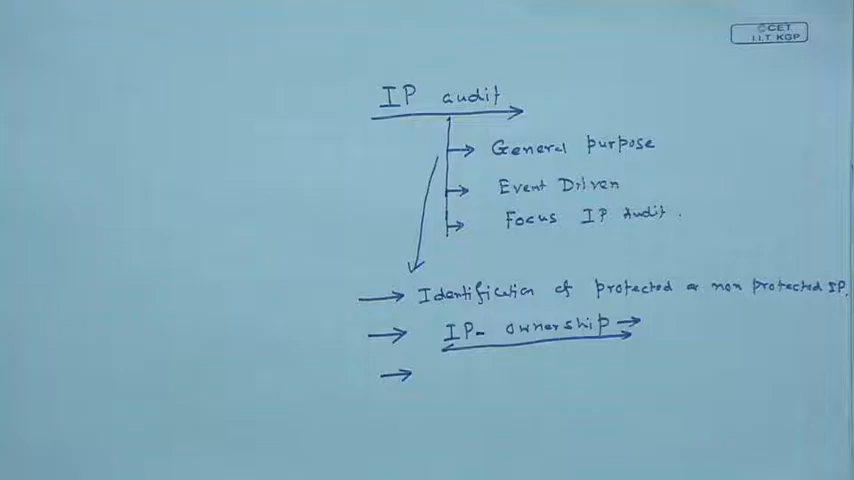 ©CET
I.I.T. KGP
IP audit
General purpose
Event Driven
Focus IP audit.
Identification of protected & non protected IP.
IP- ownership